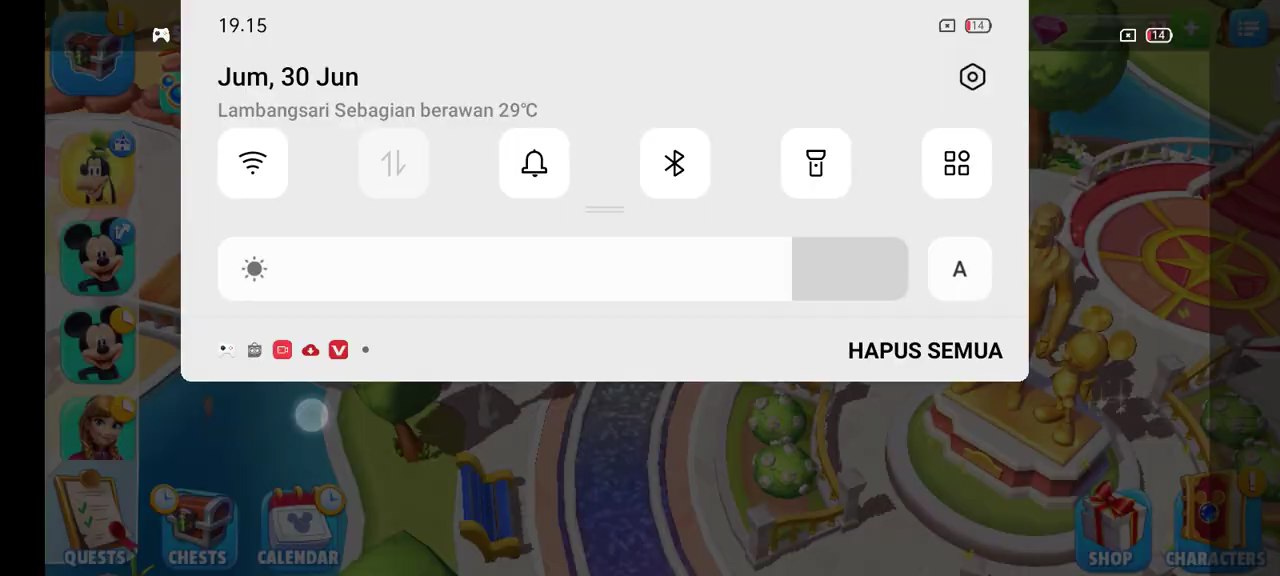 19.15
14
14
Jum, 30 Jun
Lambangsari Sebagian berawan 29°C
A
HAPUS SEMUA
QUESTS
CHESTS
CALENDAR
SHOP
CHARACTERS